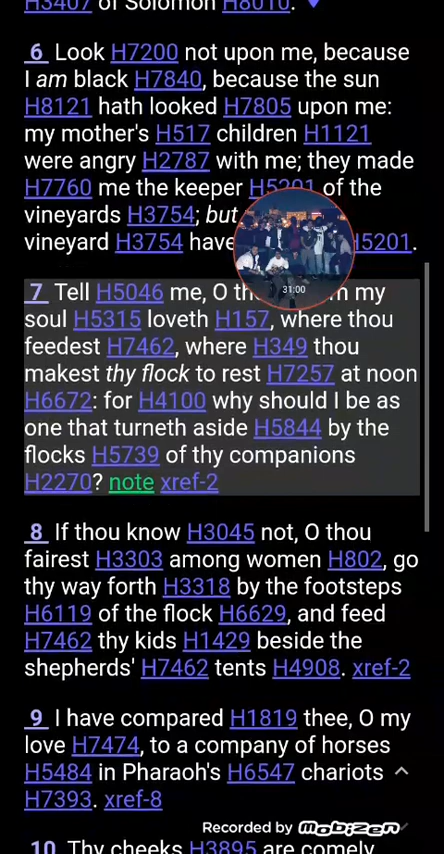 H3407 of Solomon H8010.
6 Look H7200 not upon me, because
I am black H7840, because the sun
H8121 hath looked H7805 upon me:
my mother's H517 children H1121
were angry H2787 with me; they made
H7760 me the keeper H5201 of the
vineyards H3754; but
vineyard H3754 have H5201.
31:00
7 Tell H5046 me, O my
soul H5315 loveth H157, where thou
feedest H7462, where H349 thou
makest thy flock to rest H7257 at noon
H6672: for H4100 why should I be as
one that turneth aside H5844 by the
flocks H5739 of thy companions
H2270? note xref-2
8 If thou know H3045 not, O thou
fairest H3303 among women H802, go
thy way forth H3318 by the footsteps
H6119 of the flock H6629, and feed
H7462 thy kids H1429 beside the
shepherds' H7462 tents H4908. xref-2
9 I have compared H1819 thee, O my
love H7474, to a company of horses
H5484 in Pharaoh's H6547 chariots
H7393. xref-8
Recorded by Mobizen
10 Thy cheeks H3895 are comely